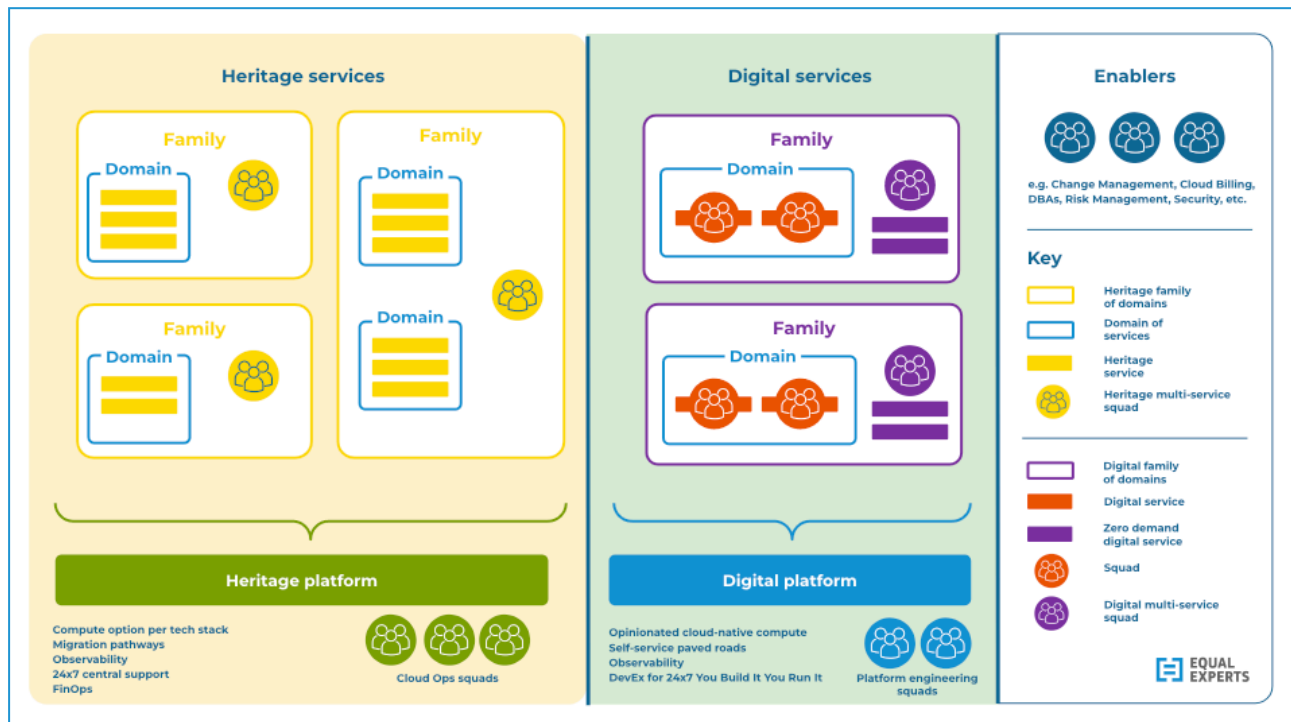 Heritage services
Family
Domain
Family
Domain
Domain
Family
Domain
Heritage platform
Compute option per tech stack
Migration pathways
Observability
24x7 central support
FinOps
Cloud Ops squads
Digital services
Family
Domain
Family
Domain
Digital platform
Opinionated cloud-native compute
Self-service paved roads
Observability
DevEx for 24x7 You Build It You Run It
Platform engineering
squads
Enablers
e.g. Change Management, Cloud Billing,
DBAs, Risk Management, Security, etc.
Key
Heritage family
of domains
Domain of
services
Heritage
service
Heritage multi-service
squad
Digital family
of domains
Digital service
Zero demand
digital service
Squad
Digital multi-service
squad
EQUAL
EXPERTS